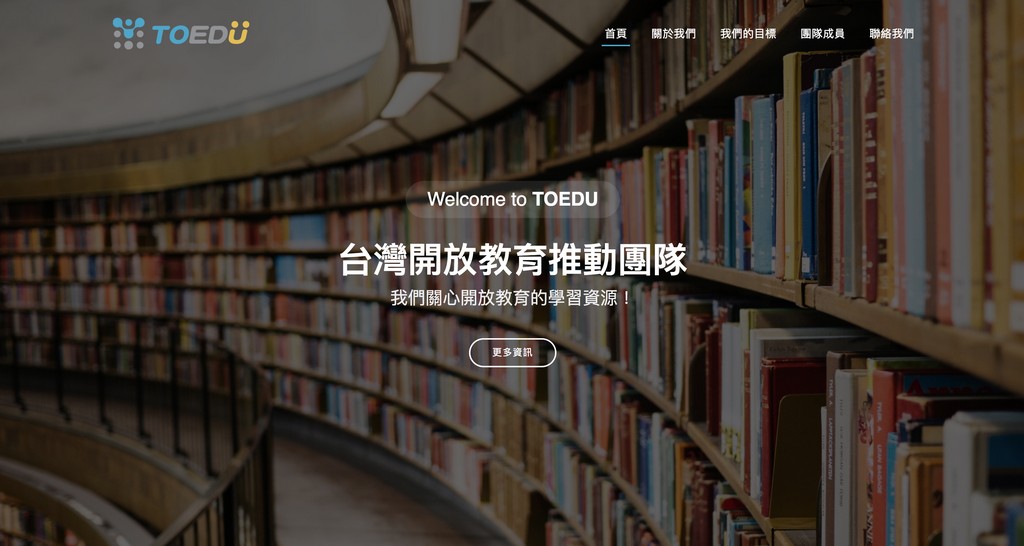 TOEDU
首頁
關於我們
我們的目標
團隊成員
聯絡我們
Welcome to TOEDU
台灣開放教育推動團隊
我們關心開放教育的學習資源！
更多資訊